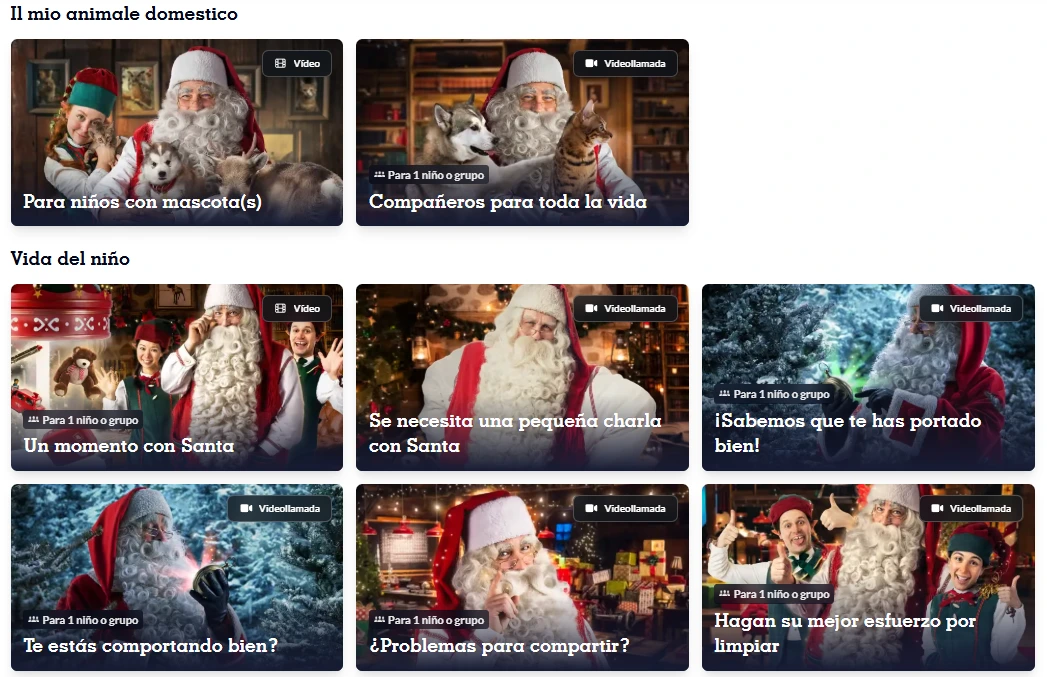 Il mio animale domestico
Vídeo
Para niños con mascota(s)
Videollamada
Para 1 niño o grupo
Compañeros para toda la vida
Vida del niño
Vídeo
Para 1 niño o grupo
Un momento con Santa
Videollamada
Se necesita una pequeña charla
con Santa
Videollamada
Para 1 niño o grupo
¡Sabemos que te has portado
bien!
Videollamada
Para 1 niño o grupo
Te estás comportando bien?
Videollamada
Para 1 niño o grupo
¿Problemas para compartir?
Videollamada
Para 1 niño o grupo
Hagan su mejor esfuerzo por
limpiar